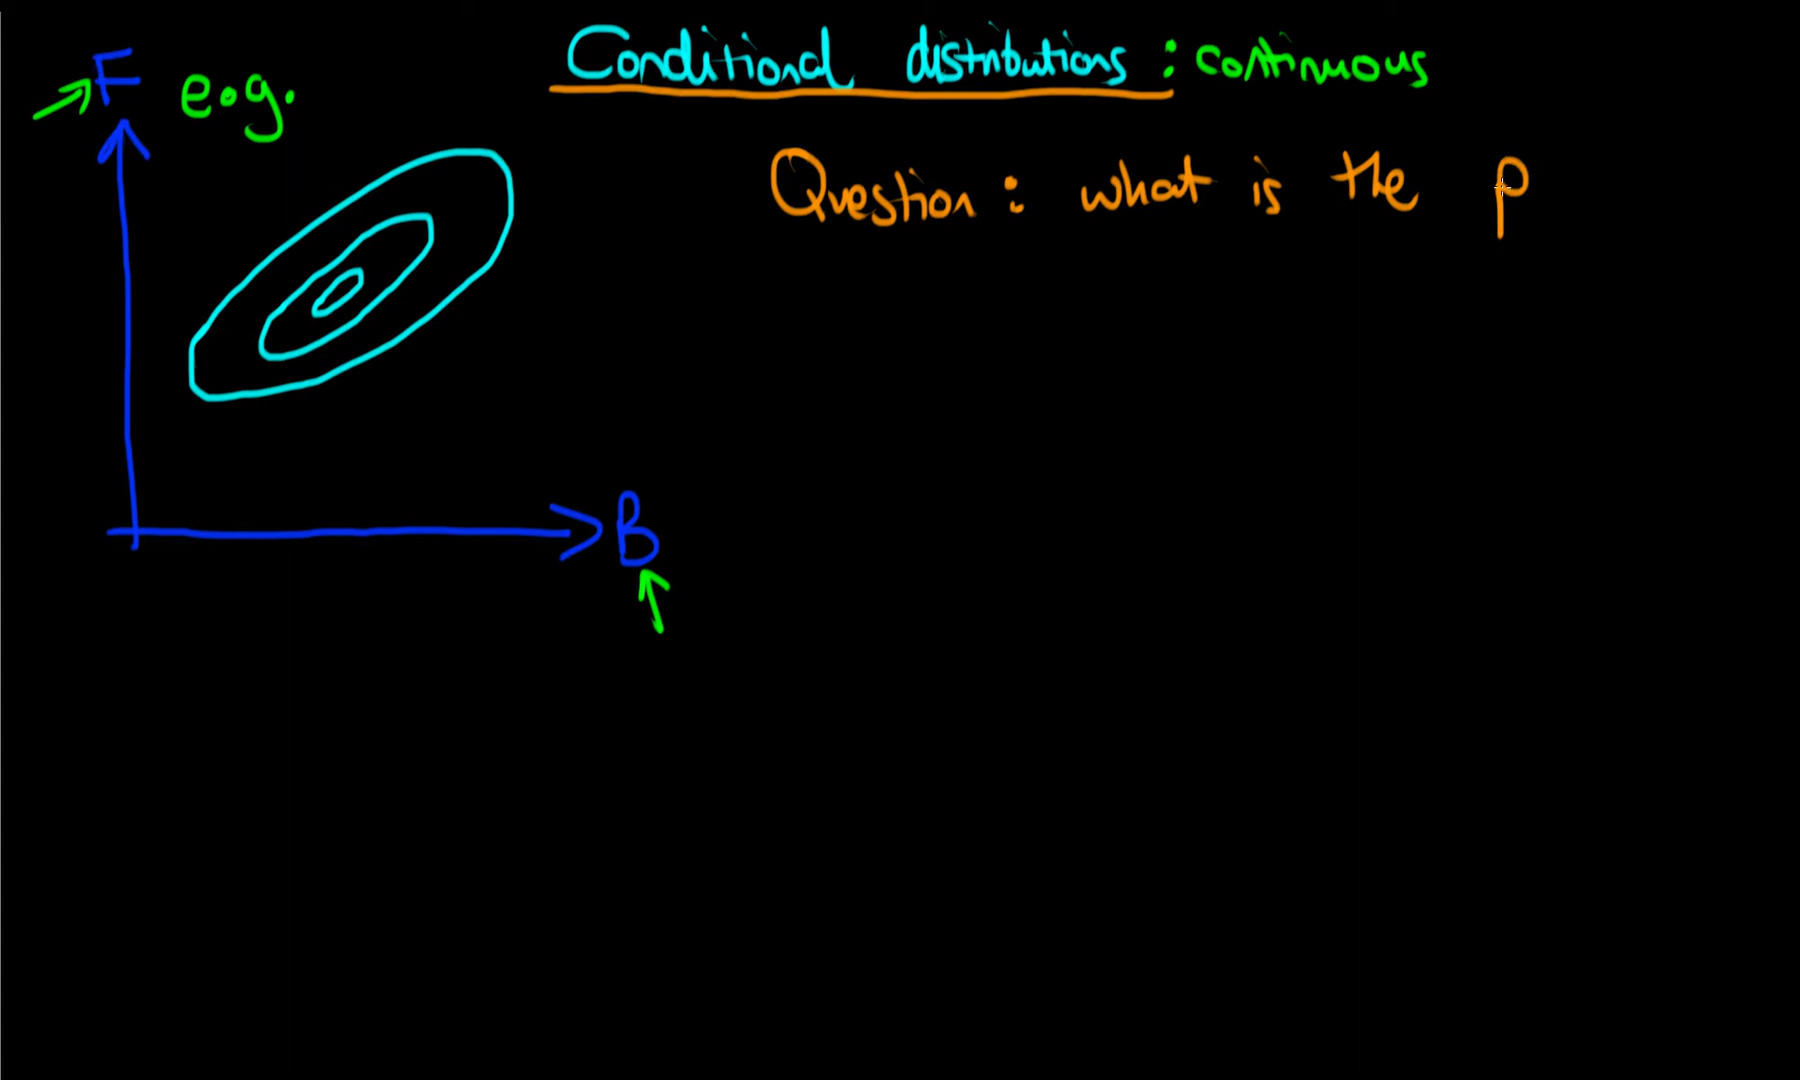 Conditional distributions : continuous
F e.g.
Question : what is the p
B